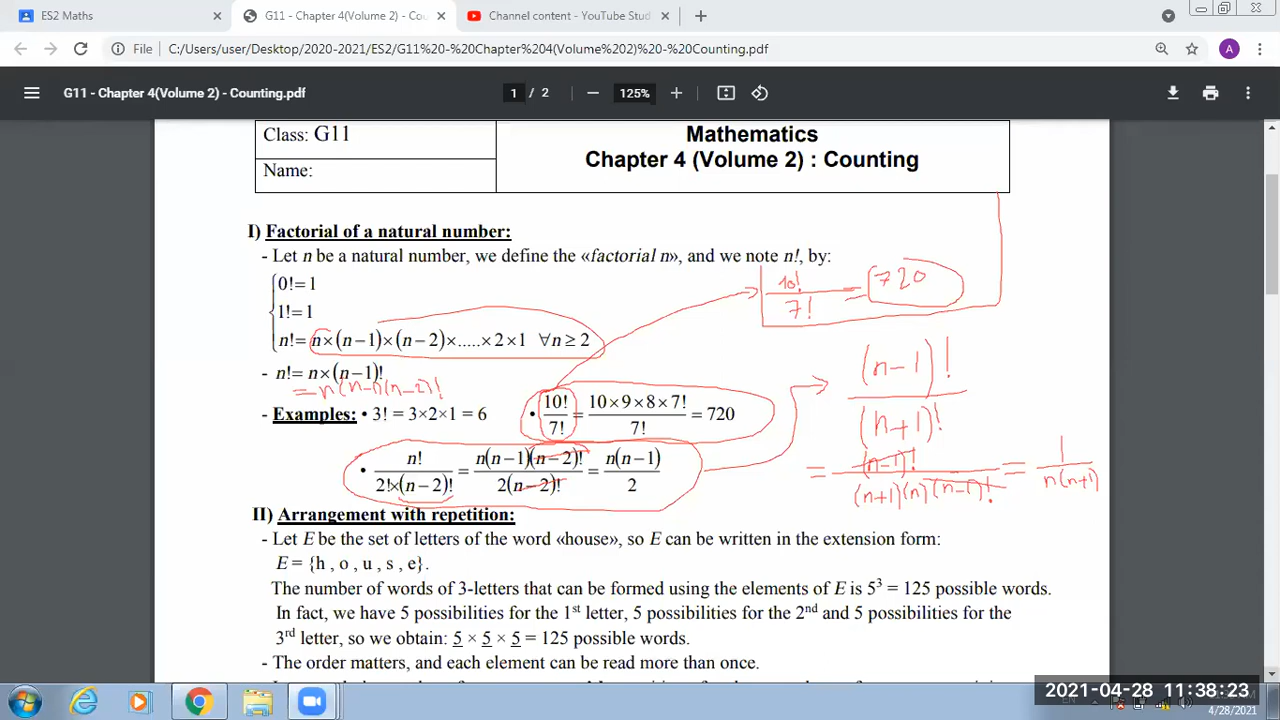 ES2 Maths
G11 - Chapter 4(Volume 2) - Cou
Channel content - YouTube Stud
File
C:/Users/user/Desktop/2020-2021/ES2/G11%20-%20Chapter%204(Volume%202)%20-%20Counting.pdf
A
G11 - Chapter 4(Volume 2) - Counting.pdf
1 / 2
125%
Class: G11
Name:
Mathematics
Chapter 4 (Volume 2) : Counting
I) Factorial of a natural number:
- Let n be a natural number, we define the «factorial n», and we note n!, by:
0! = 1
1! = 1
n! = n×(n−1)×(n−2)×.....×2×1 ∀n ≥ 2
10!/7! = 720
- n! = n×(n−1)!
= n(n-1)(n-2)!
- Examples: • 3! = 3×2×1 = 6
• 10!/7! = 10×9×8×7!/7! = 720
(n-1)!/(n+1)!
• n!/2!×(n−2)! = n(n−1)(n−2)!/2(n−2)! = n(n−1)/2
= (n-1)!/(n+1)(n)(n-1)! = 1/n(n+1)
II) Arrangement with repetition:
- Let E be the set of letters of the word «house», so E can be written in the extension form:
E = {h , o , u , s , e}.
The number of words of 3-letters that can be formed using the elements of E is 5³ = 125 possible words.
In fact, we have 5 possibilities for the 1st letter, 5 possibilities for the 2nd and 5 possibilities for the
3rd letter, so we obtain: 5 × 5 × 5 = 125 possible words.
- The order matters, and each element can be read more than once.
2021-04-28 11:38:23
4/28/2021